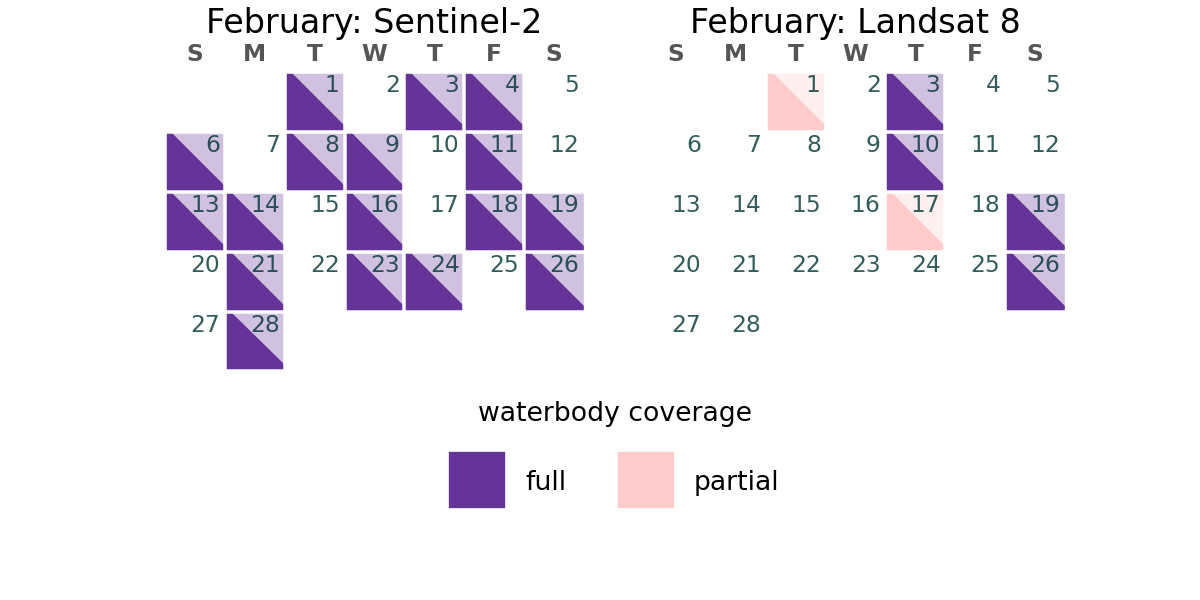 February: Sentinel-2
S M T W T F S
1 2 3 4 5
6 7 8 9 10 11 12
13 14 15 16 17 18 19
20 21 22 23 24 25 26
27 28
February: Landsat 8
S M T W T F S
1 2 3 4 5
6 7 8 9 10 11 12
13 14 15 16 17 18 19
20 21 22 23 24 25 26
27 28
waterbody coverage
full
partial